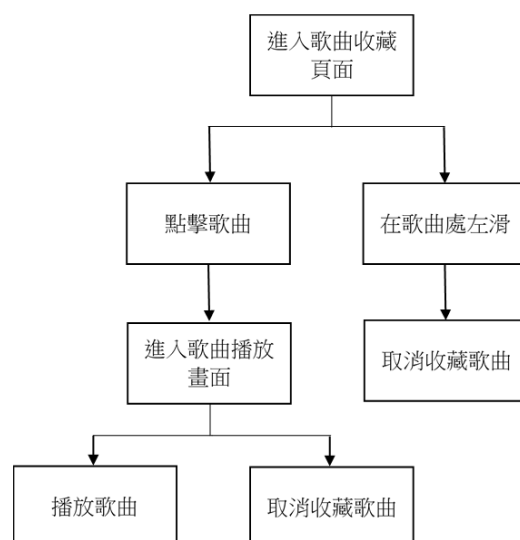 進入歌曲收藏
頁面
點擊歌曲
在歌曲處左滑
進入歌曲播放
畫面
取消收藏歌曲
播放歌曲
取消收藏歌曲